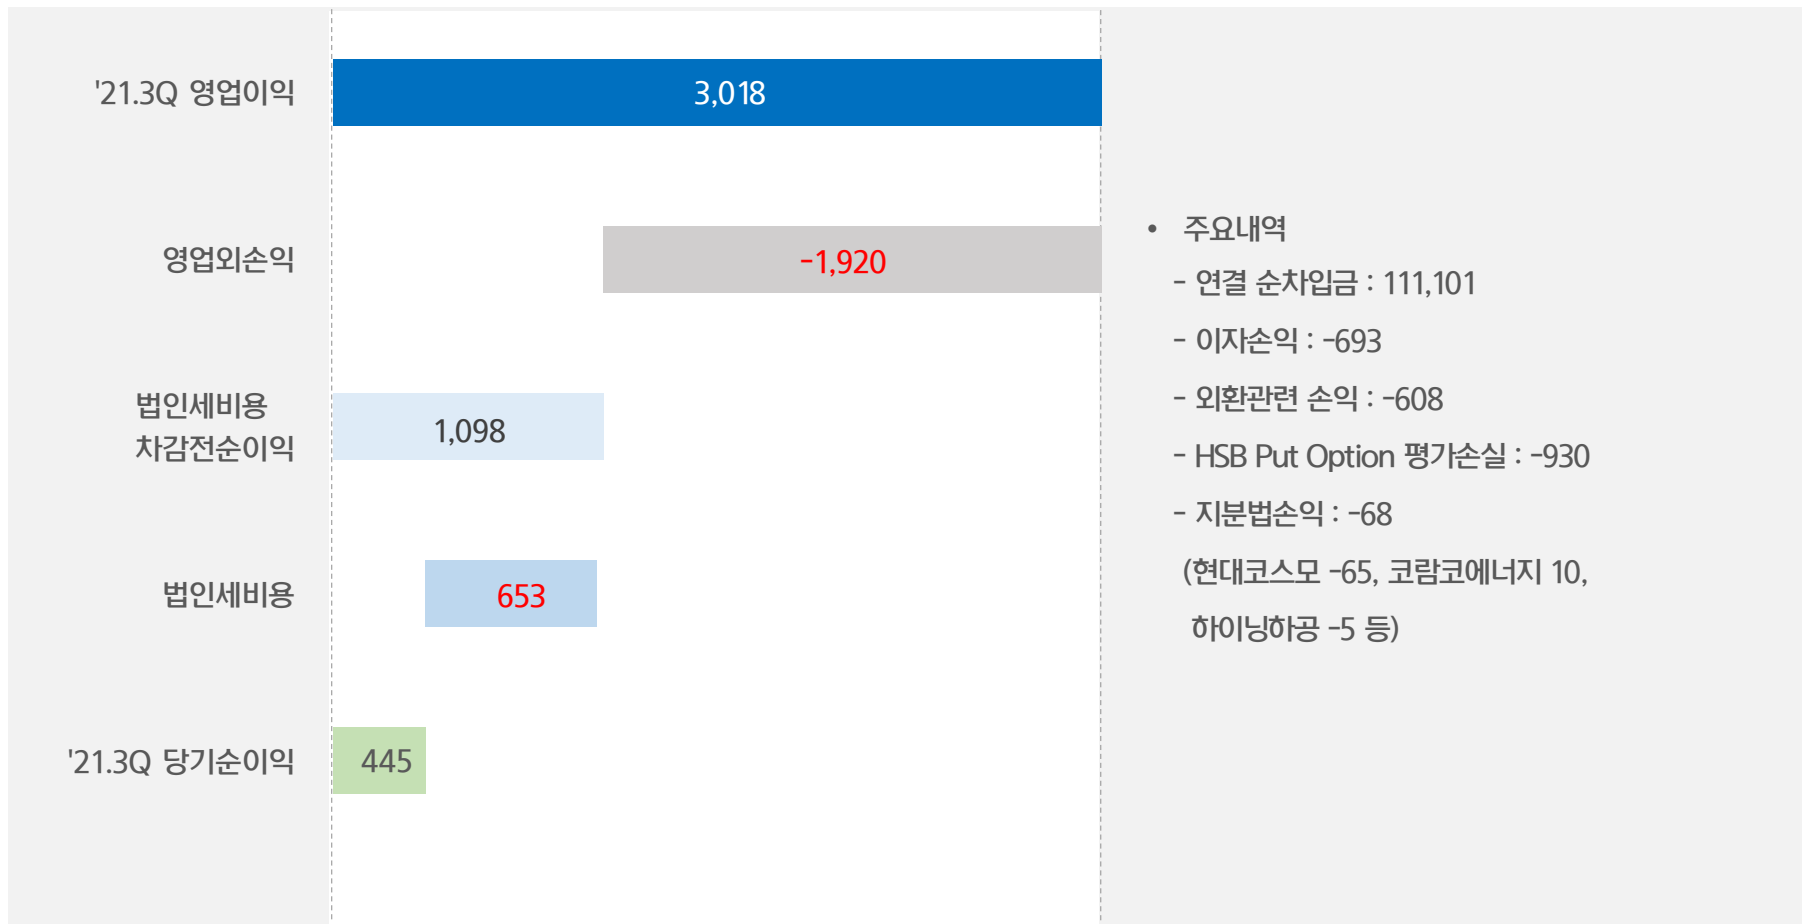 '21.3Q 영업이익
3,018
영업외손익
-1,920
법인세비용
차감전순이익
1,098
법인세비용
653
'21.3Q 당기순이익
445
• 주요내역
- 연결 순차입금 : 111,101
- 이자손익 : -693
- 외환관련 손익 : -608
- HSB Put Option 평가손실 : -930
- 지분법손익 : -68
(현대코스모 -65, 코람코에너지 10,
하이닝하공 -5 등)